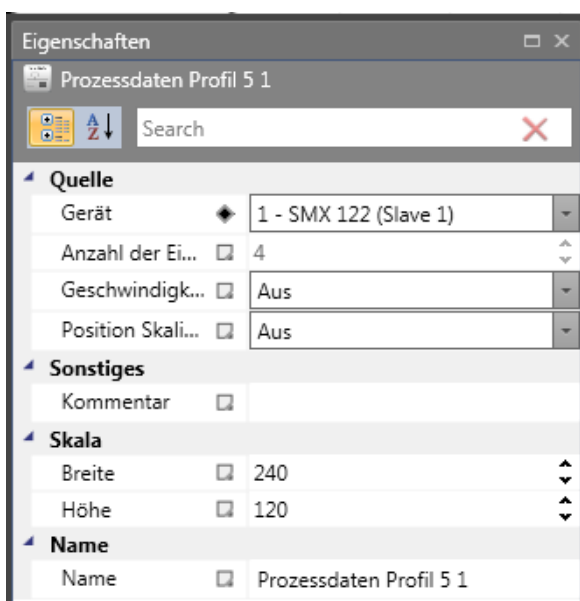 Eigenschaften
Prozessdaten Profil 5 1
A Z Search
Quelle
Gerät 1 - SMX 122 (Slave 1)
Anzahl der Ei... 4
Geschwindigk... Aus
Position Skali... Aus
Sonstiges
Kommentar
Skala
Breite 240
Höhe 120
Name
Name Prozessdaten Profil 5 1